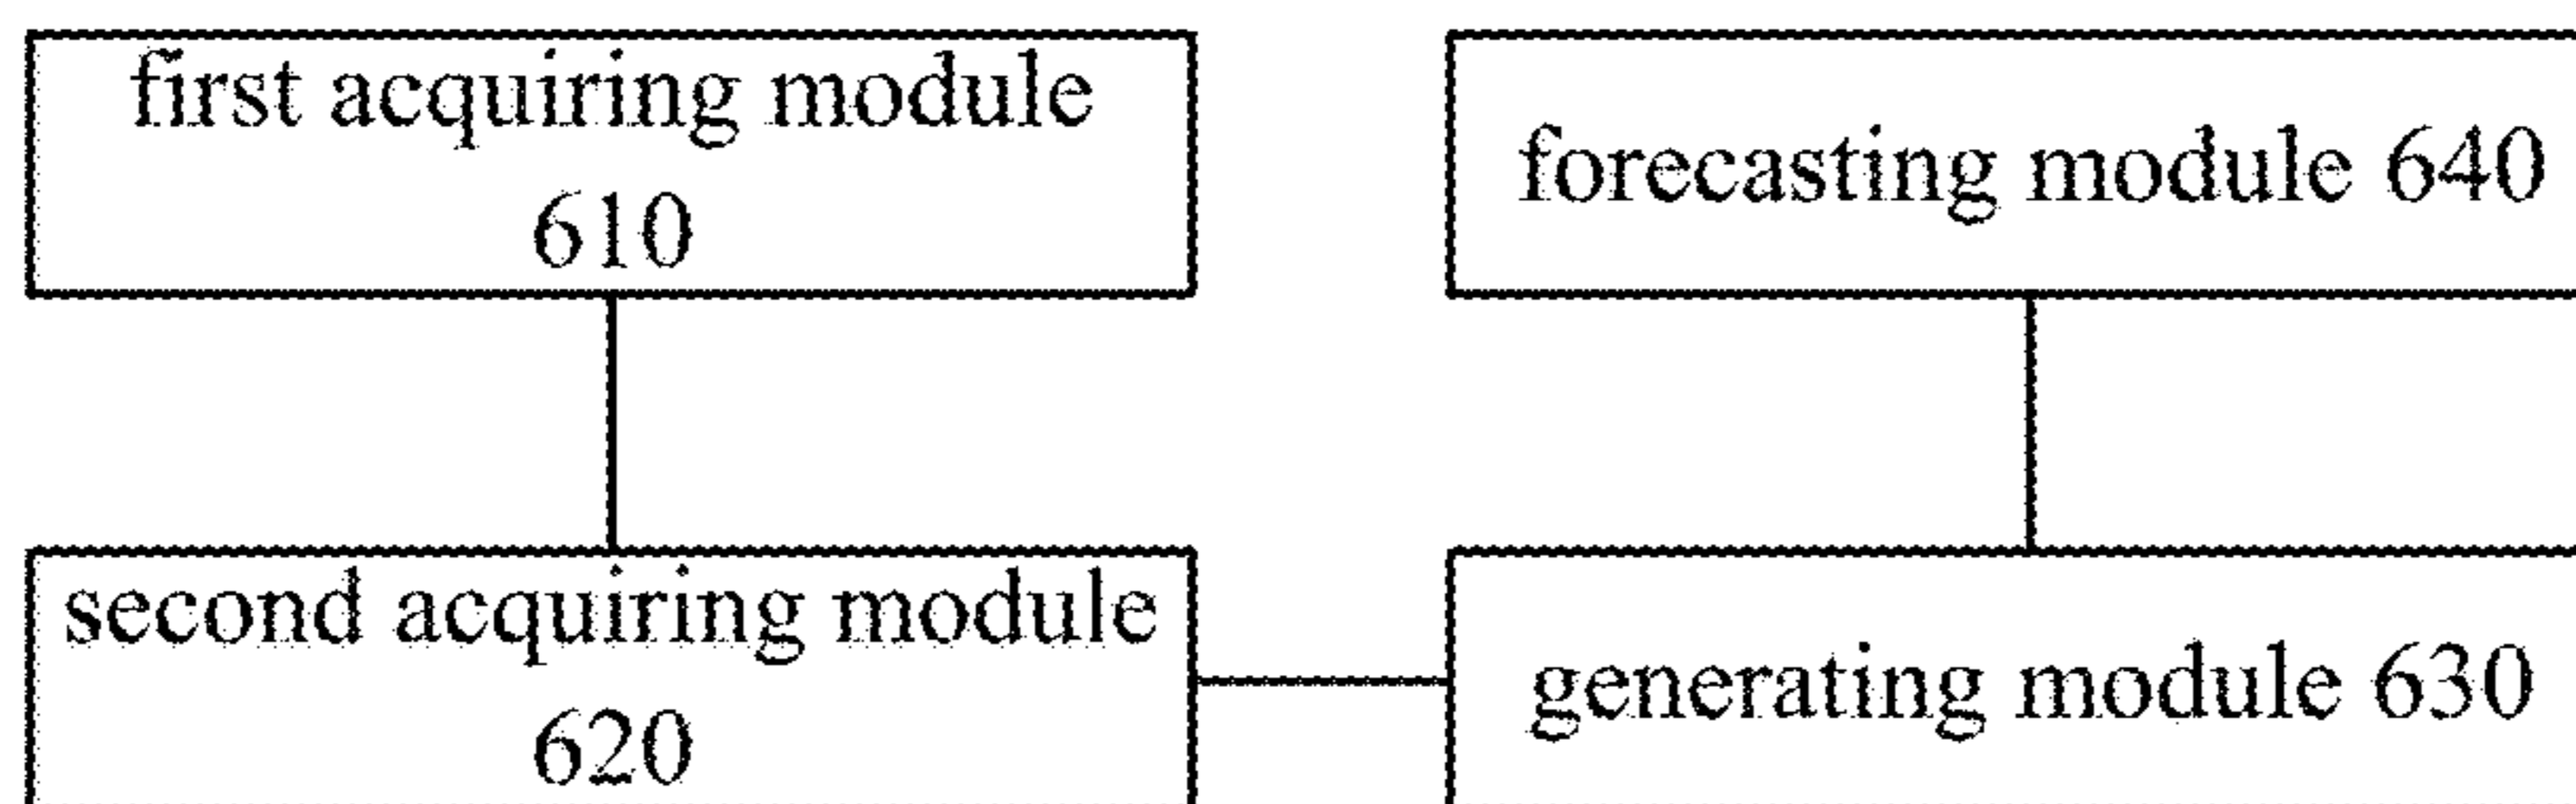 first acquiring module
610
forecasting module 640
second acquiring module
620
generating module 630